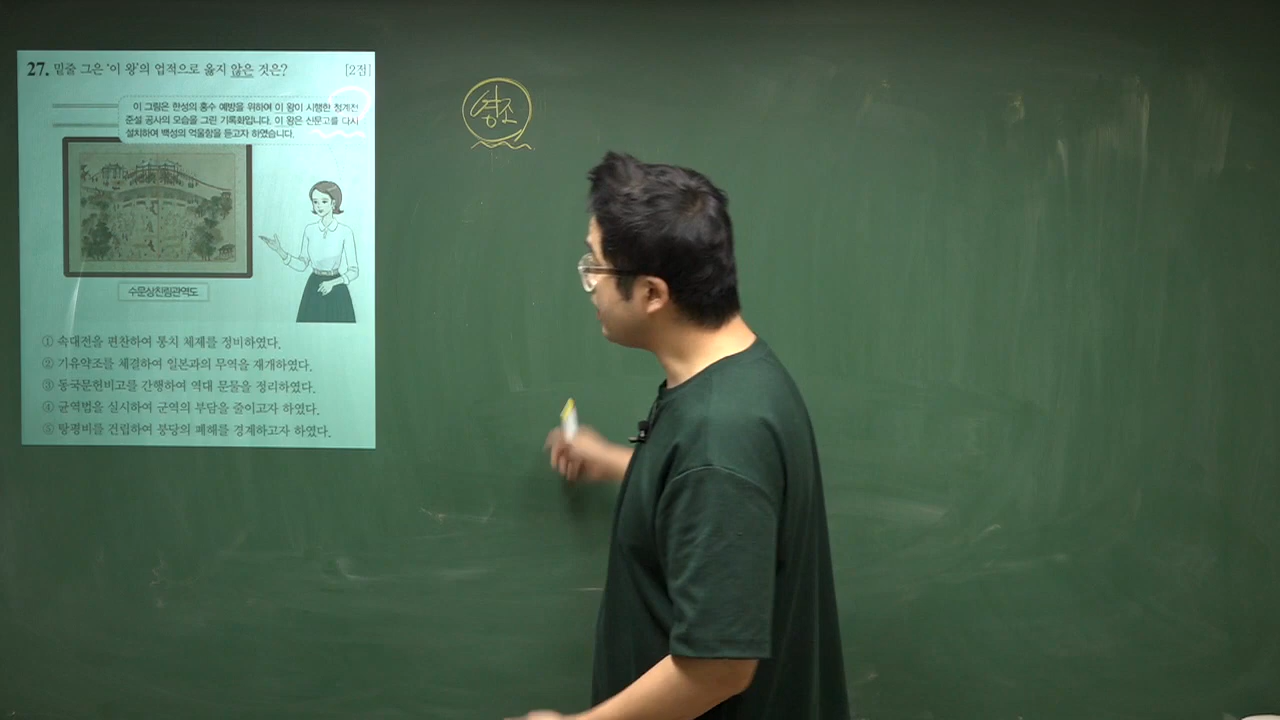 27. 밑줄 그은 '이 왕'의 업적으로 옳지 않은 것은? [2점]
이 그림은 한성의 홍수 예방을 위하여 이 왕이 시행한 청계천
준설 공사의 모습을 그린 기록화입니다. 이 왕은 신문고를 다시
설치하여 백성의 억울함을 듣고자 하였습니다.
수문상친림관역도
① 속대전을 편찬하여 통치 체제를 정비하였다.
② 기유약조를 체결하여 일본과의 무역을 재개하였다.
③ 동국문헌비고를 간행하여 역대 문물을 정리하였다.
④ 균역법을 실시하여 군역의 부담을 줄이고자 하였다.
⑤ 탕평비를 건립하여 붕당의 폐해를 경계하고자 하였다.
영조